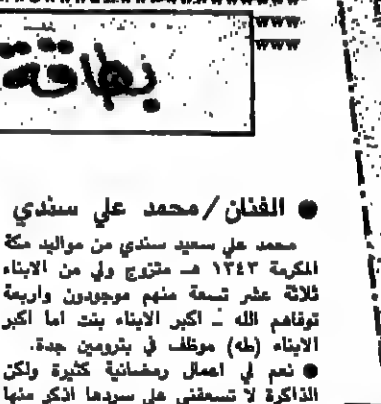 بطاقة
● الفنان/محمد علي سندي
محمد علي سعيد سندي من مواليد مكة
المكرمة ١٣٤٣ هـ متزوج ولي من الابناء
ثلاثة عشر تسعة منهم موجودون واربعة
توفاهم الله ـ اكبر الابناء بنت اما اكبر
الابناء (طه) موظف في بترومين جدة.
● نعم لي اعمال رمضانية كثيرة ولكن
الذاكرة لا تسعفني على سردها اذكر منها